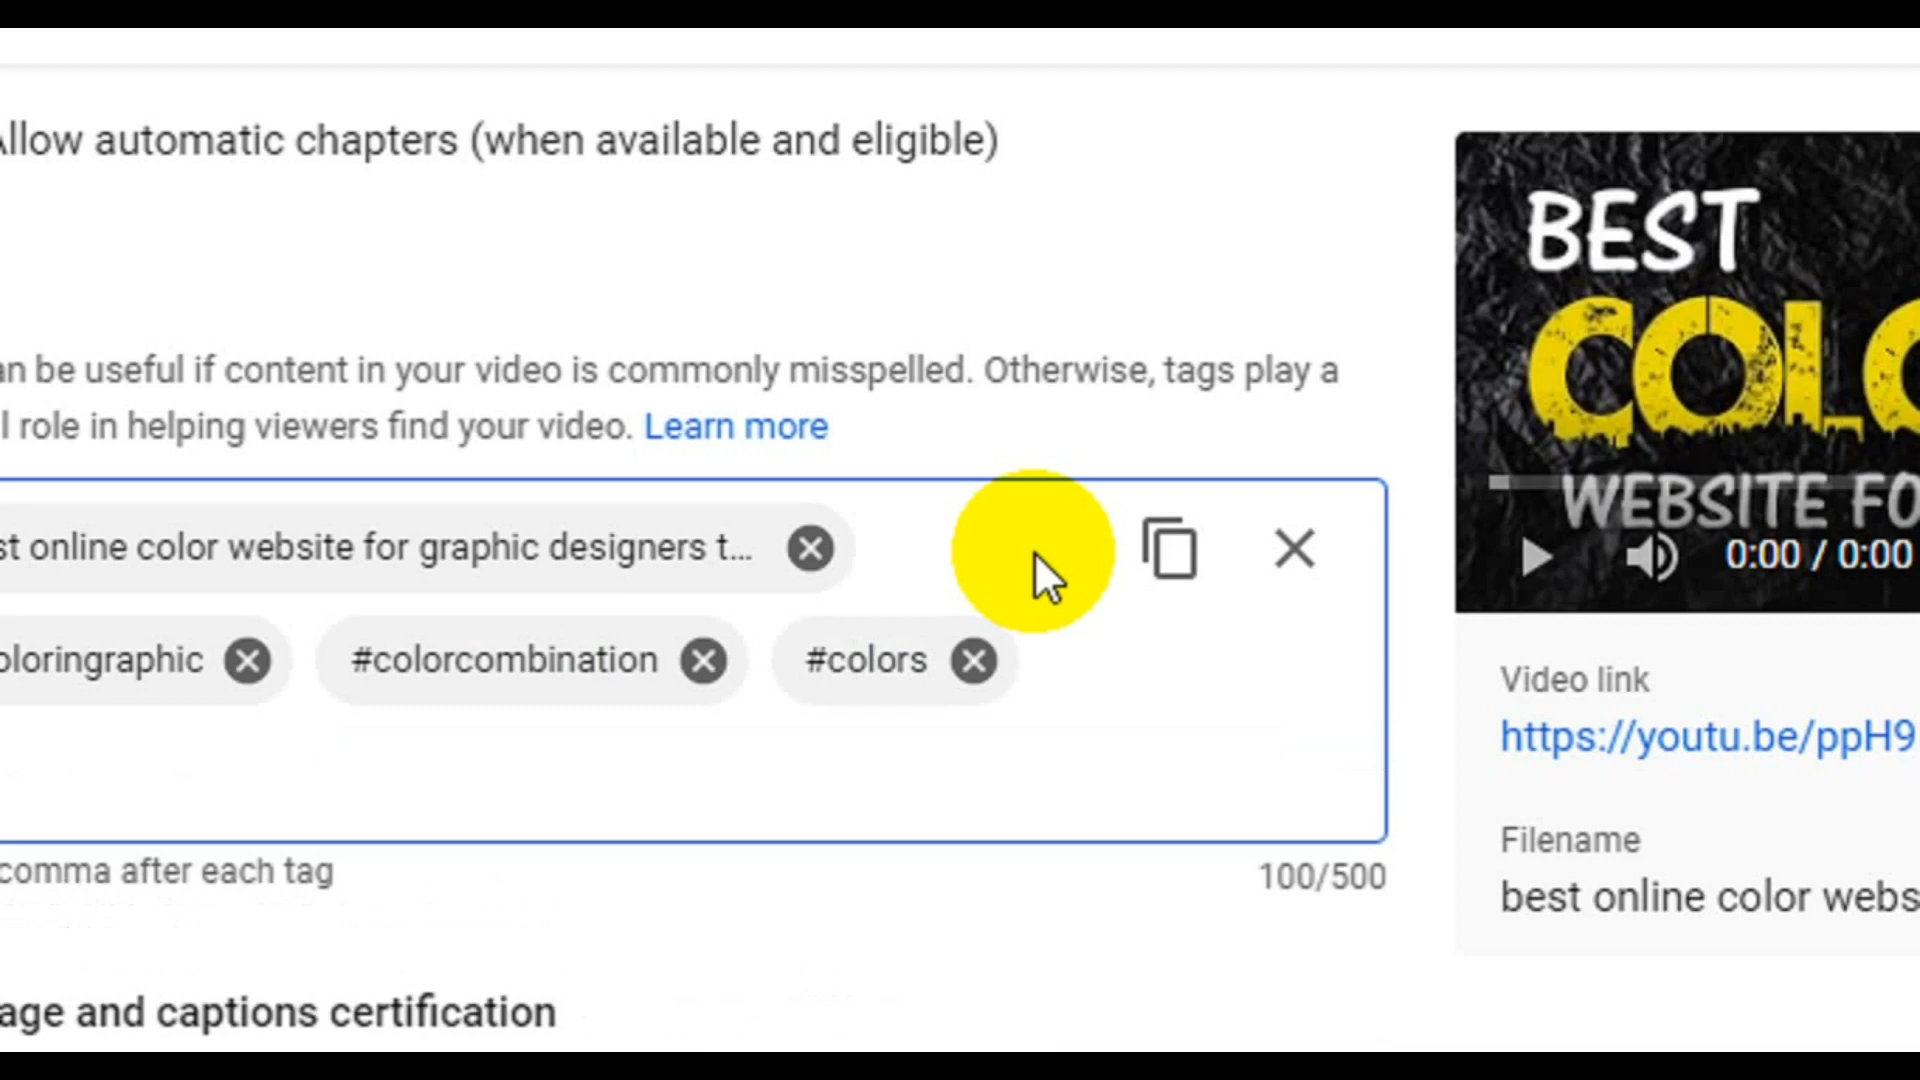 Allow automatic chapters (when available and eligible)
an be useful if content in your video is commonly misspelled. Otherwise, tags play a
l role in helping viewers find your video. Learn more
st online color website for graphic designers t...
oloringraphic
#colorcombination
#colors
comma after each tag
100/500
age and captions certification
BEST
COLO
WEBSITE FO
0:00 / 0:00
Video link
https://youtu.be/ppH9
Filename
best online color webs